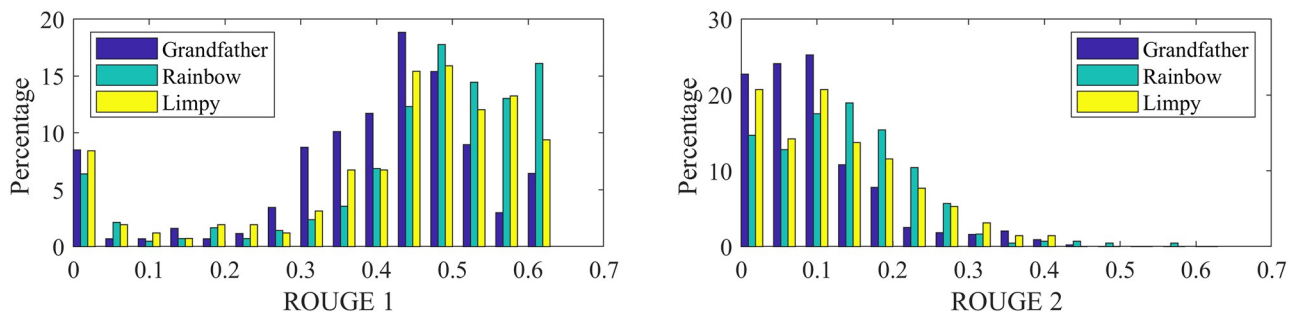 20
15
10
5
0
Percentage
Grandfather
Rainbow
Limpy
0 0.1 0.2 0.3 0.4 0.5 0.6 0.7
ROUGE 1
30
20
10
0
Percentage
Grandfather
Rainbow
Limpy
0 0.1 0.2 0.3 0.4 0.5 0.6 0.7
ROUGE 2